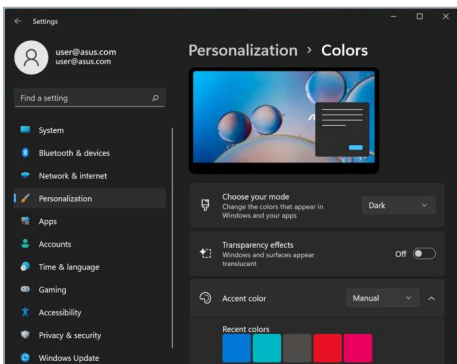 Settings
user@asus.com
user@asus.com
Find a setting
System
Bluetooth & devices
Network & internet
Personalization
Apps
Accounts
Time & language
Gaming
Accessibility
Privacy & security
Windows Update
Personalization › Colors
Choose your mode
Change the colors that appear in
Windows and your apps
Dark
Transparency effects
Windows and surfaces appear
translucent
Off
Accent color
Manual
Recent colors